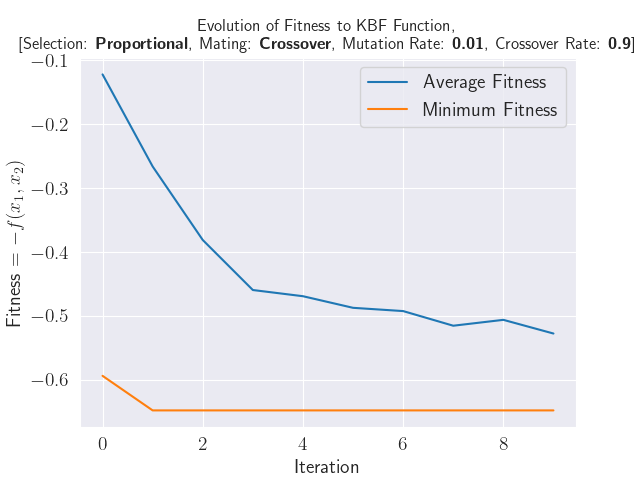 Evolution of Fitness to KBF Function,
[Selection: Proportional, Mating: Crossover, Mutation Rate: 0.01, Crossover Rate: 0.9]
−0.1
−0.2
−0.3
−0.4
−0.5
−0.6
Fitness = −f(x₁, x₂)
Average Fitness
Minimum Fitness
0 2 4 6 8
Iteration